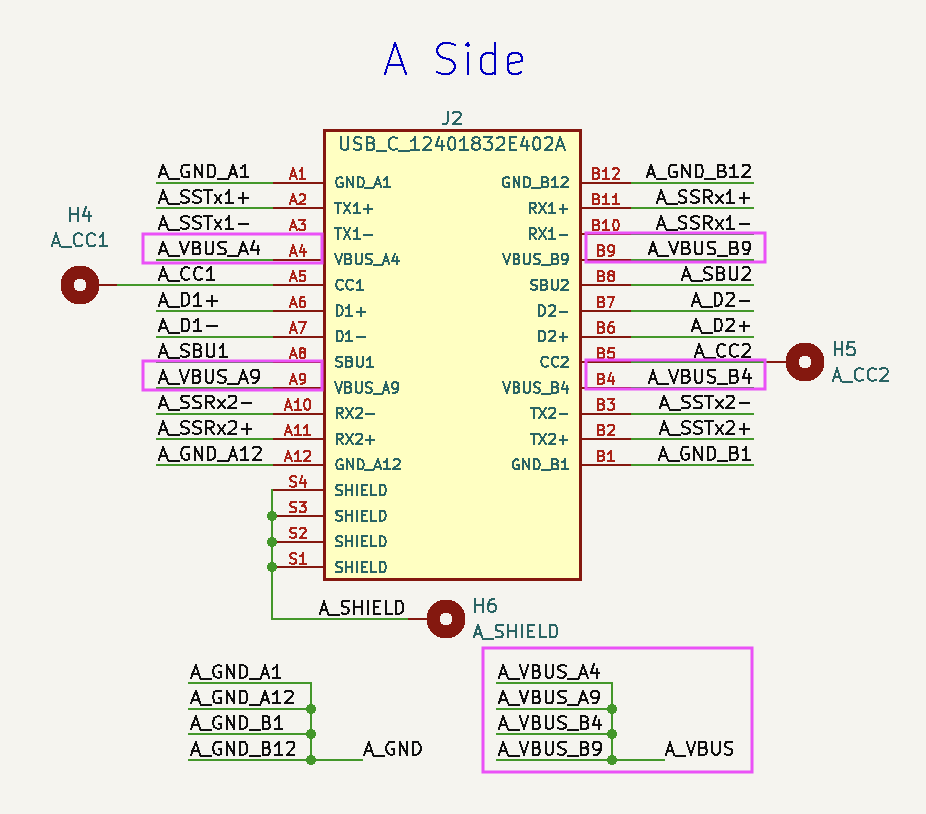 A Side
J2
USB_C_12401832E402A
A_GND_A1 A1 GND_A1 GND_B12 B12 A_GND_B12
A_SSTx1+ A2 TX1+ RX1+ B11 A_SSRx1+
H4
A_SSTx1- A3 TX1- RX1- B10 A_SSRx1-
A_CC1
A_VBUS_A4 A4 VBUS_A4 VBUS_B9 B9 A_VBUS_B9
A_CC1 A5 CC1 SBU2 B8 A_SBU2
A_D1+ A6 D1+ D2- B7 A_D2-
A_D1- A7 D1- D2+ B6 A_D2+
A_SBU1 A8 SBU1 CC2 B5 A_CC2 H5
A_VBUS_A9 A9 VBUS_A9 VBUS_B4 B4 A_VBUS_B4 A_CC2
A_SSRx2- A10 RX2- TX2- B3 A_SSTx2-
A_SSRx2+ A11 RX2+ TX2+ B2 A_SSTx2+
A_GND_A12 A12 GND_A12 GND_B1 B1 A_GND_B1
S4 SHIELD
S3 SHIELD
S2 SHIELD
S1 SHIELD
A_SHIELD H6
A_SHIELD
A_GND_A1
A_GND_A12
A_GND_B1
A_GND_B12 A_GND
A_VBUS_A4
A_VBUS_A9
A_VBUS_B4
A_VBUS_B9 A_VBUS